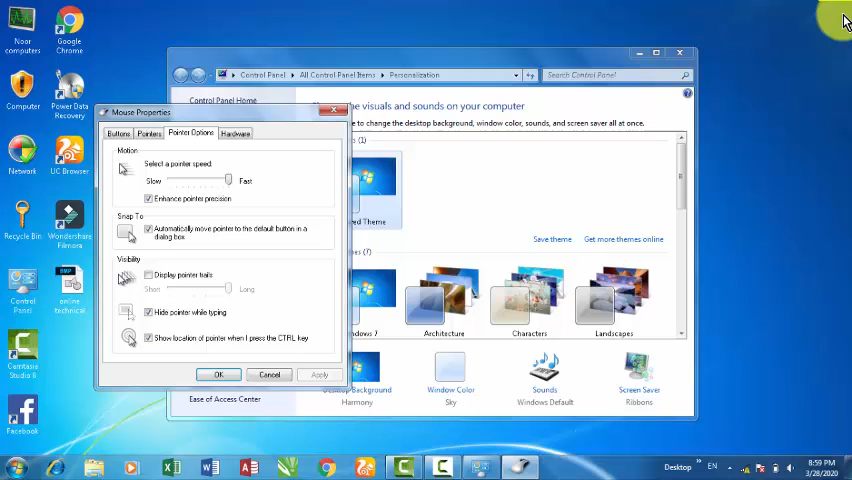 Noor
computers
Google
Chrome
Computer
Power Data
Recovery
Network
UC Browser
Recycle Bin
Wondershare
Filmora
Control
Panel
BMP
online
technical
Camtasia
Studio 8
Facebook
Control Panel
All Control Panel Items
Personalization
Search Control Panel
Control Panel Home
the visuals and sounds on your computer
to change the desktop background, window color, sounds, and screen saver all at once.
(1)
ed Theme
Save theme
Get more themes online
mes (7)
ndows 7
Architecture
Characters
Landscapes
Desktop Background
Harmony
Window Color
Sky
Sounds
Windows Default
Screen Saver
Ribbons
Ease of Access Center
Mouse Properties
Buttons
Pointers
Pointer Options
Hardware
Motion
Select a pointer speed:
Slow
Fast
Enhance pointer precision
Snap To
Automatically move pointer to the default button in a
dialog box
Visibility
Display pointer trails
Short
Long
Hide pointer while typing
Show location of pointer when I press the CTRL key
OK
Cancel
Apply
Desktop
EN
8:59 PM
3/28/2020